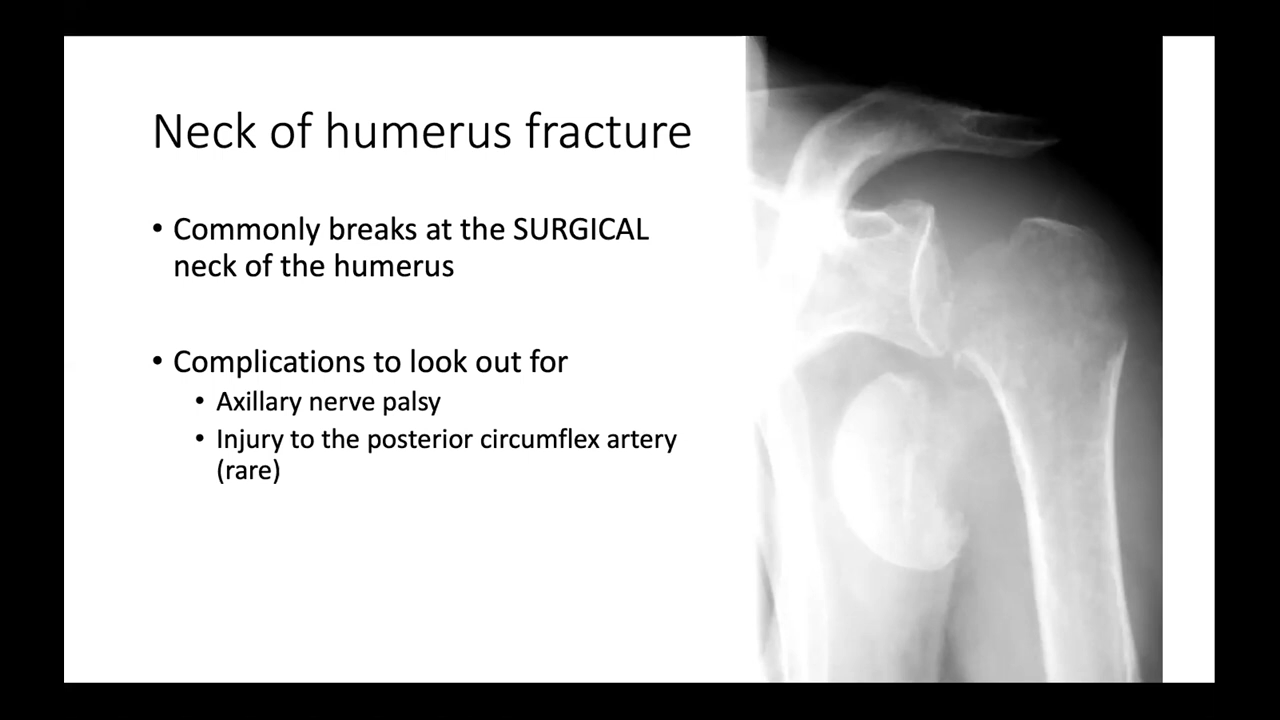 Neck of humerus fracture
• Commonly breaks at the SURGICAL
neck of the humerus
• Complications to look out for
• Axillary nerve palsy
• Injury to the posterior circumflex artery
(rare)